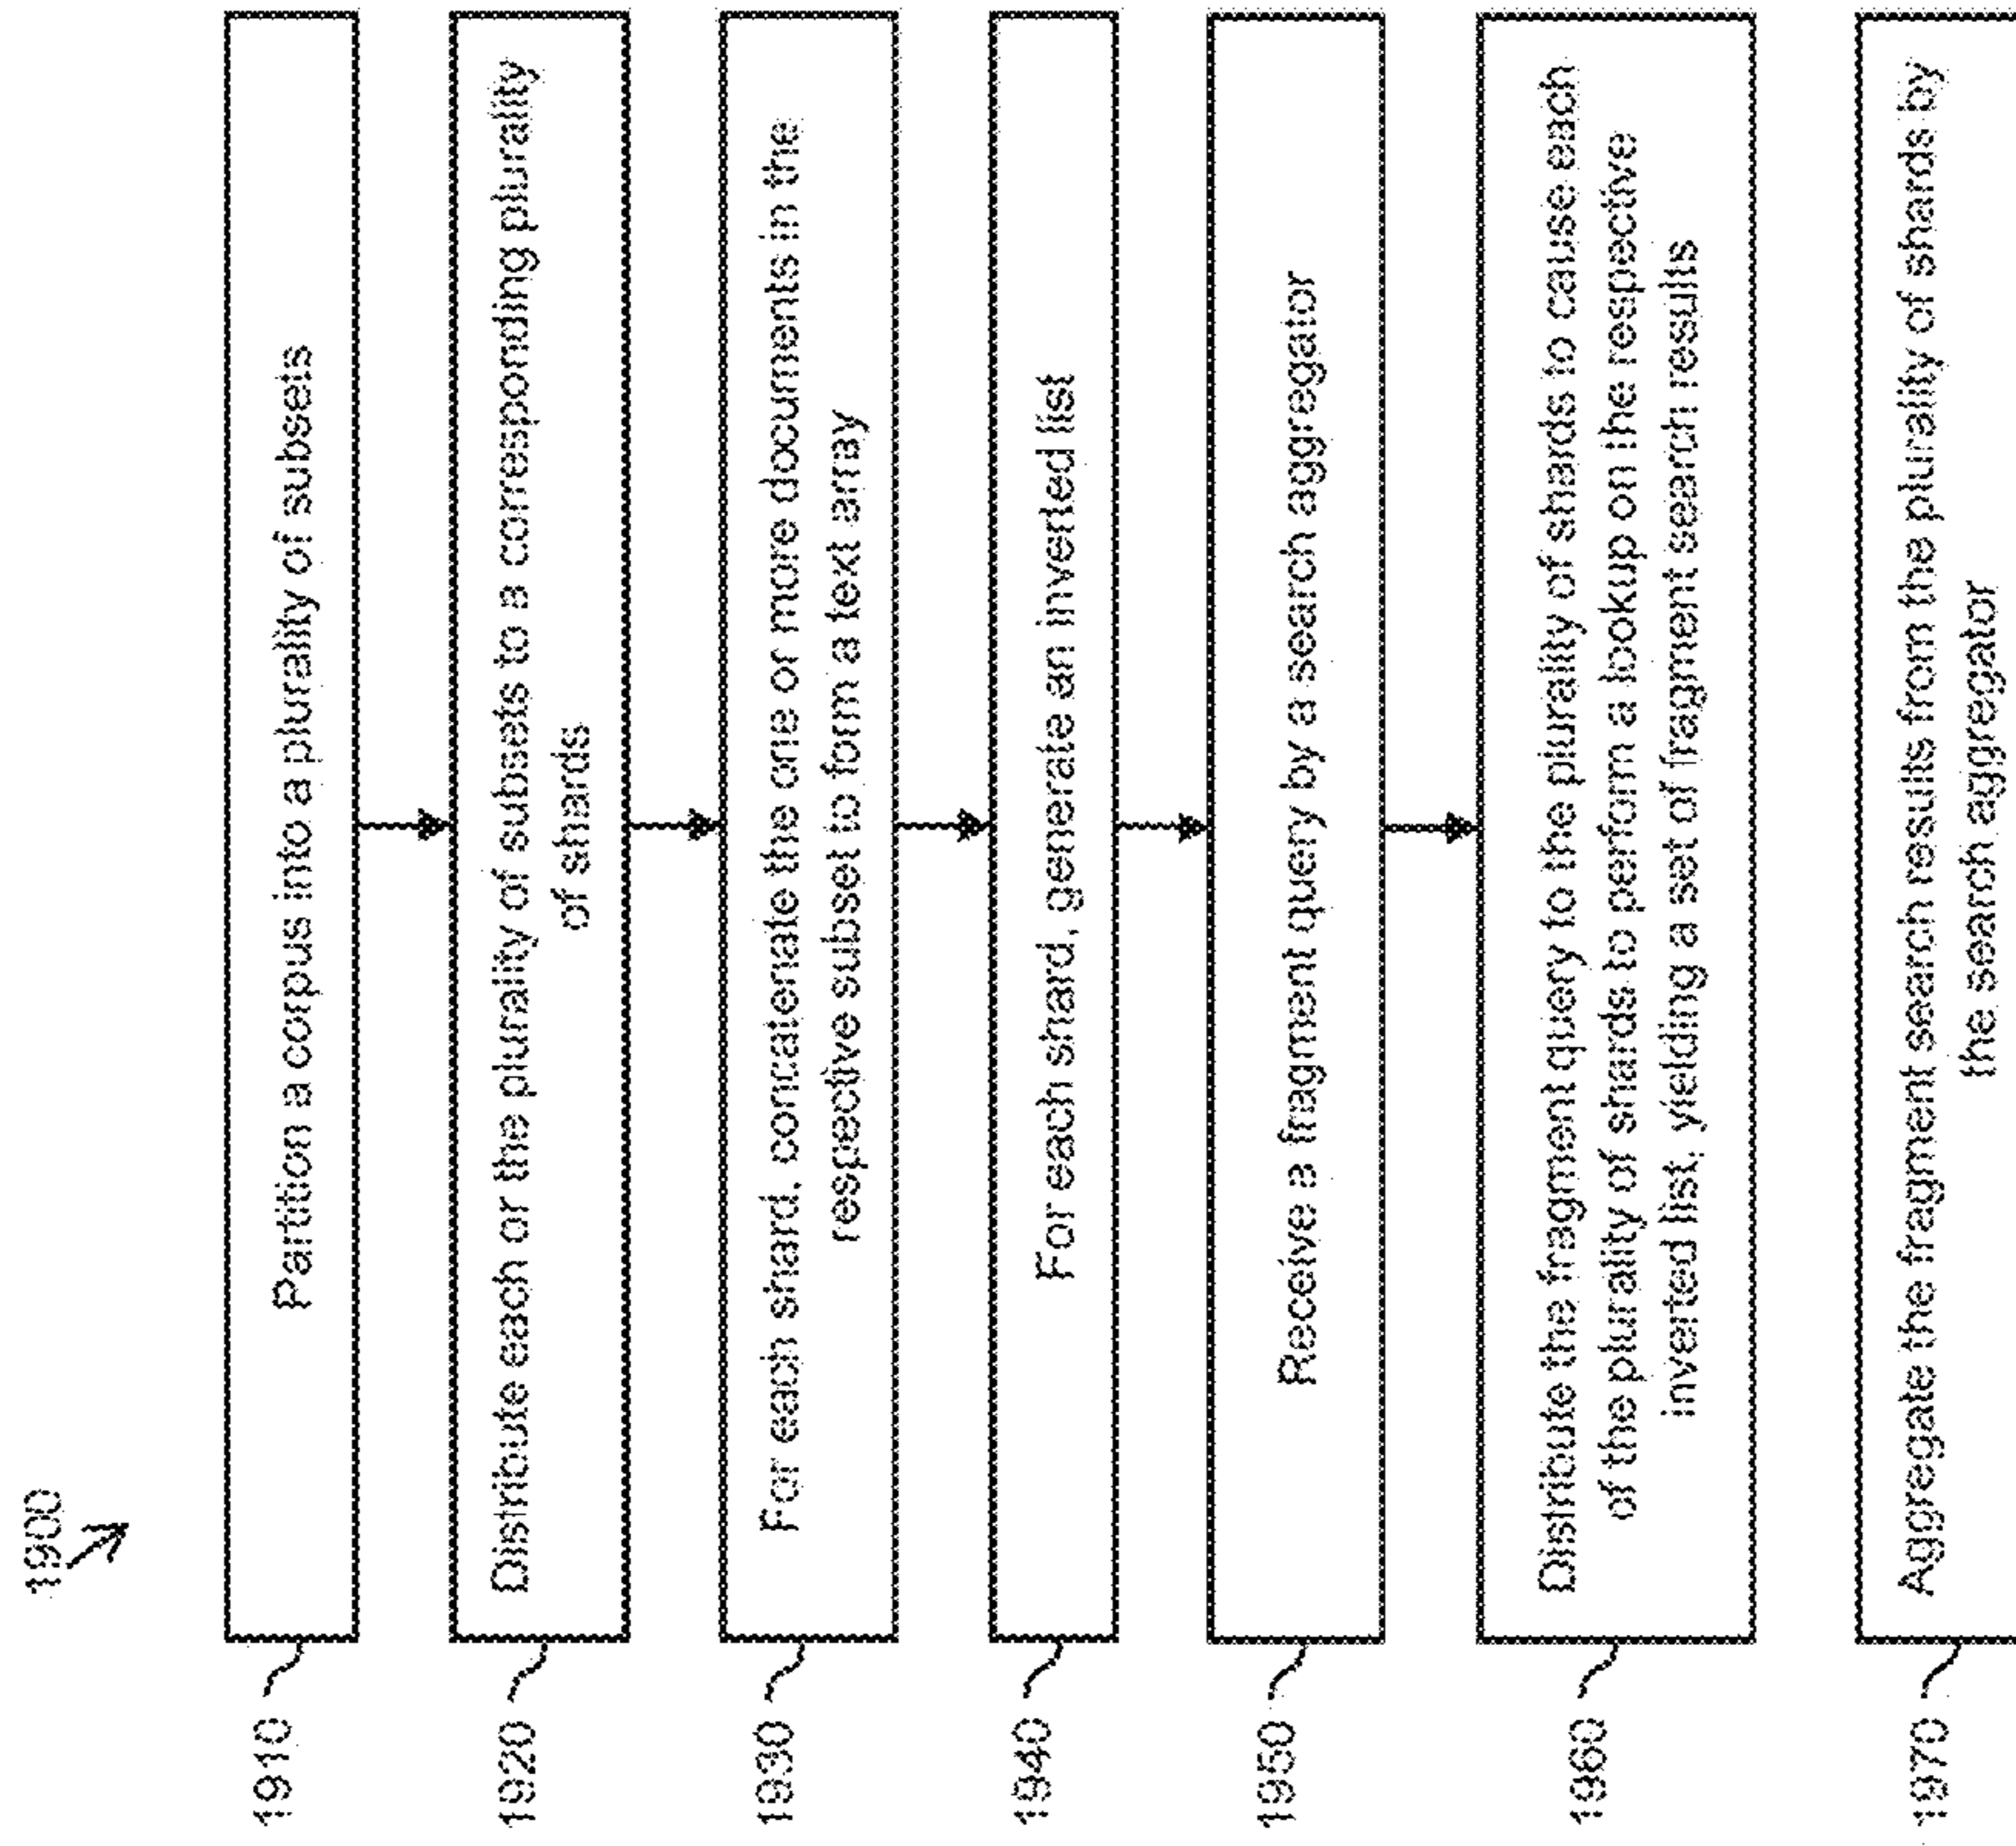 1900
1910
Partition a corpus into a plurality of subsets
1920
Distribute each or the plurality of subsets to a corresponding plurality
of shards
1930
For each shard, concatenate the one or more documents in the
respective subset to form a text array
1940
For each shard, generate an inverted list
1950
Receive a fragment query by a search aggregator
1960
Distribute the fragment query to the plurality of shards to cause each
of the plurality of shards to perform a lookup on the respective
inverted list, yielding a set of fragment search results
1970
Aggregate the fragment search results from the plurality of shards by
the search aggregator